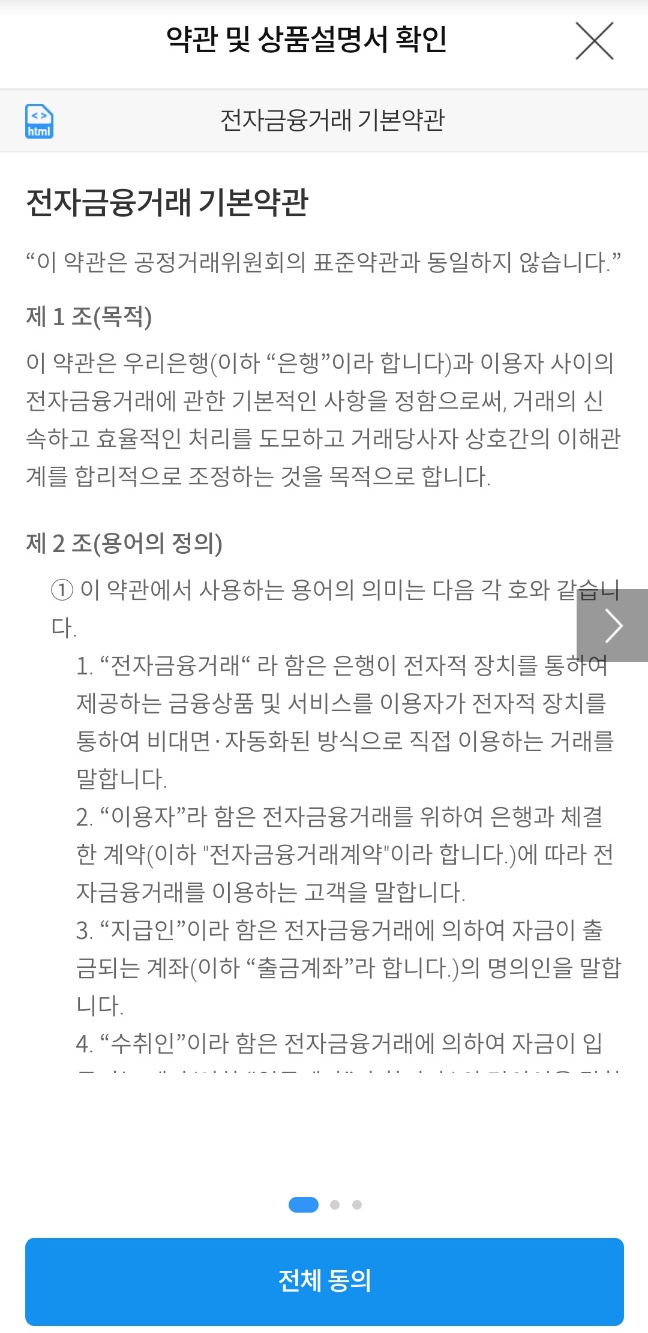 약관 및 상품설명서 확인
<> html
전자금융거래 기본약관
전자금융거래 기본약관
“이 약관은 공정거래위원회의 표준약관과 동일하지 않습니다.”
제 1 조(목적)
이 약관은 우리은행(이하 “은행”이라 합니다)과 이용자 사이의
전자금융거래에 관한 기본적인 사항을 정함으로써, 거래의 신
속하고 효율적인 처리를 도모하고 거래당사자 상호간의 이해관
계를 합리적으로 조정하는 것을 목적으로 합니다.
제 2 조(용어의 정의)
① 이 약관에서 사용하는 용어의 의미는 다음 각 호와 같습니
다.
1. “전자금융거래“ 라 함은 은행이 전자적 장치를 통하여
제공하는 금융상품 및 서비스를 이용자가 전자적 장치를
통하여 비대면·자동화된 방식으로 직접 이용하는 거래를
말합니다.
2. “이용자”라 함은 전자금융거래를 위하여 은행과 체결
한 계약(이하 "전자금융거래계약"이라 합니다.)에 따라 전
자금융거래를 이용하는 고객을 말합니다.
3. “지급인”이라 함은 전자금융거래에 의하여 자금이 출
금되는 계좌(이하 “출금계좌”라 합니다.)의 명의인을 말합
니다.
4. “수취인”이라 함은 전자금융거래에 의하여 자금이 입
전체 동의